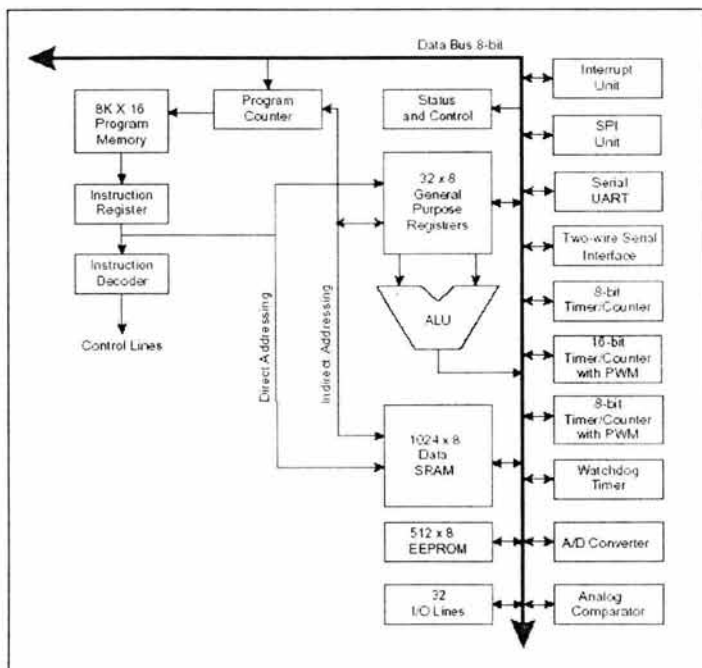 Data Bus 8-bit
8K X 16
Program
Memory
Program
Counter
Status
and Control
Interrupt
Unit
SPI
Unit
Instruction
Register
32 x 8
General
Purpose
Registrers
Serial
UART
Two-wire Serial
Interface
Instruction
Decoder
8-bit
Timer/Counter
Control Lines
Direct Addressing
Indirect Addressing
ALU
16-bit
Timer/Counter
with PWM
8-bit
Timer/Counter
with PWM
1024 x 8
Data
SRAM
Watchdog
Timer
512 x 8
EEPROM
A/D Converter
32
I/O Lines
Analog
Comparator